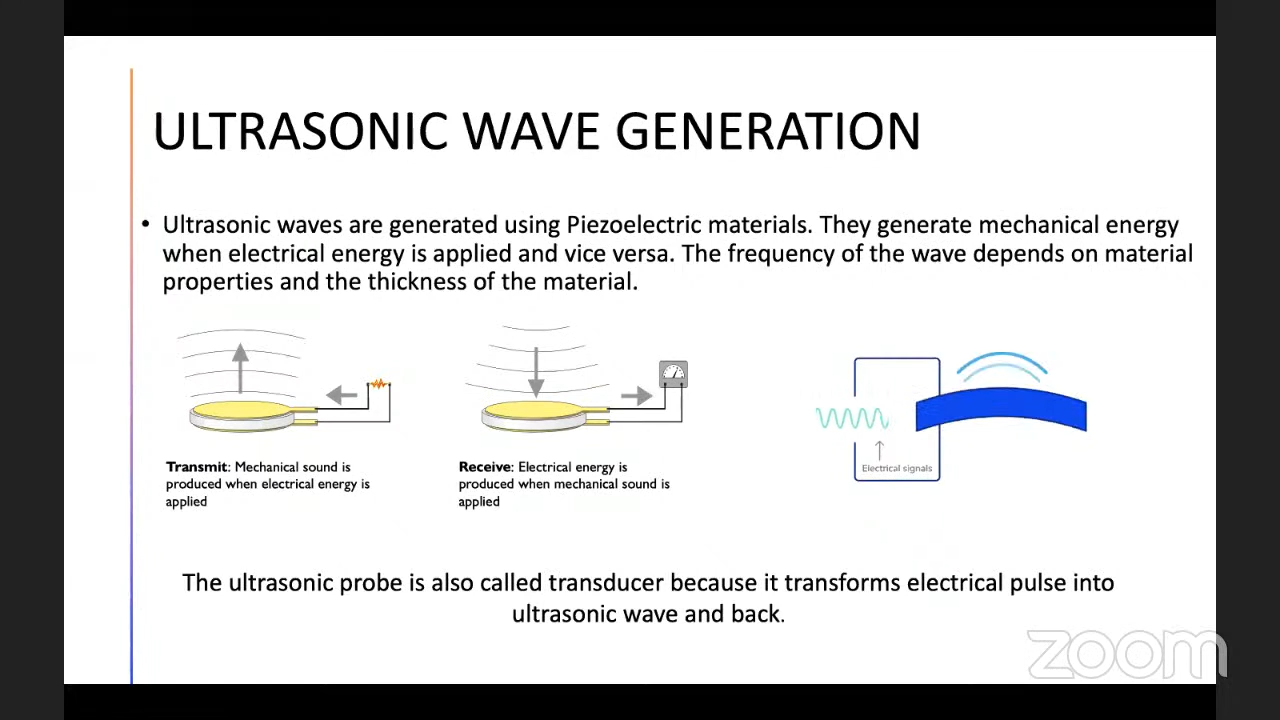 ULTRASONIC WAVE GENERATION
• Ultrasonic waves are generated using Piezoelectric materials. They generate mechanical energy
when electrical energy is applied and vice versa. The frequency of the wave depends on material
properties and the thickness of the material.
Transmit: Mechanical sound is
produced when electrical energy is
applied
Receive: Electrical energy is
produced when mechanical sound is
applied
Electrical signals
The ultrasonic probe is also called transducer because it transforms electrical pulse into
ultrasonic wave and back.
zoom